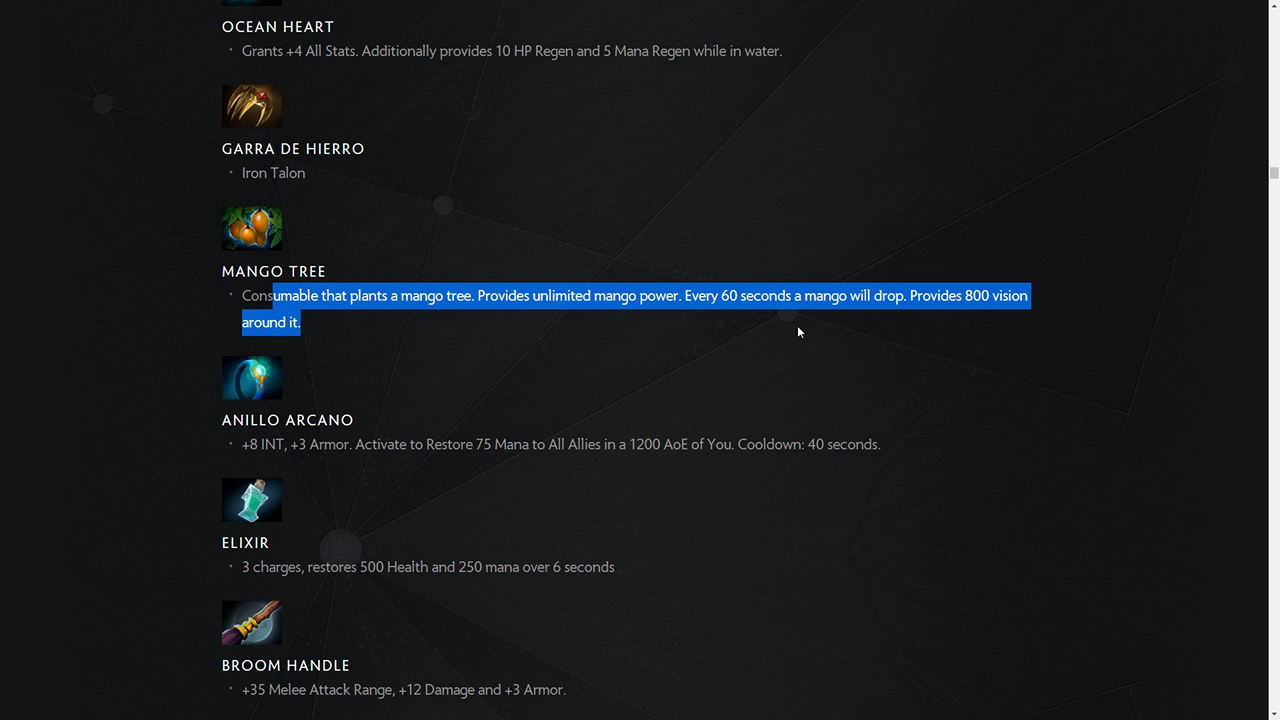 OCEAN HEART
Grants +4 All Stats. Additionally provides 10 HP Regen and 5 Mana Regen while in water.
GARRA DE HIERRO
Iron Talon
MANGO TREE
Consumable that plants a mango tree. Provides unlimited mango power. Every 60 seconds a mango will drop. Provides 800 vision
around it.
ANILLO ARCANO
+8 INT, +3 Armor. Activate to Restore 75 Mana to All Allies in a 1200 AoE of You. Cooldown: 40 seconds.
ELIXIR
3 charges, restores 500 Health and 250 mana over 6 seconds
BROOM HANDLE
+35 Melee Attack Range, +12 Damage and +3 Armor.